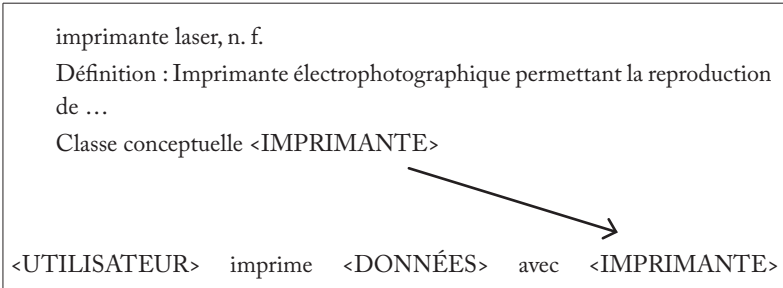 imprimante laser, n. f.
Définition : Imprimante électrophotographique permettant la reproduction
de …
Classe conceptuelle <IMPRIMANTE>
<UTILISATEUR> imprime <DONNÉES> avec <IMPRIMANTE>